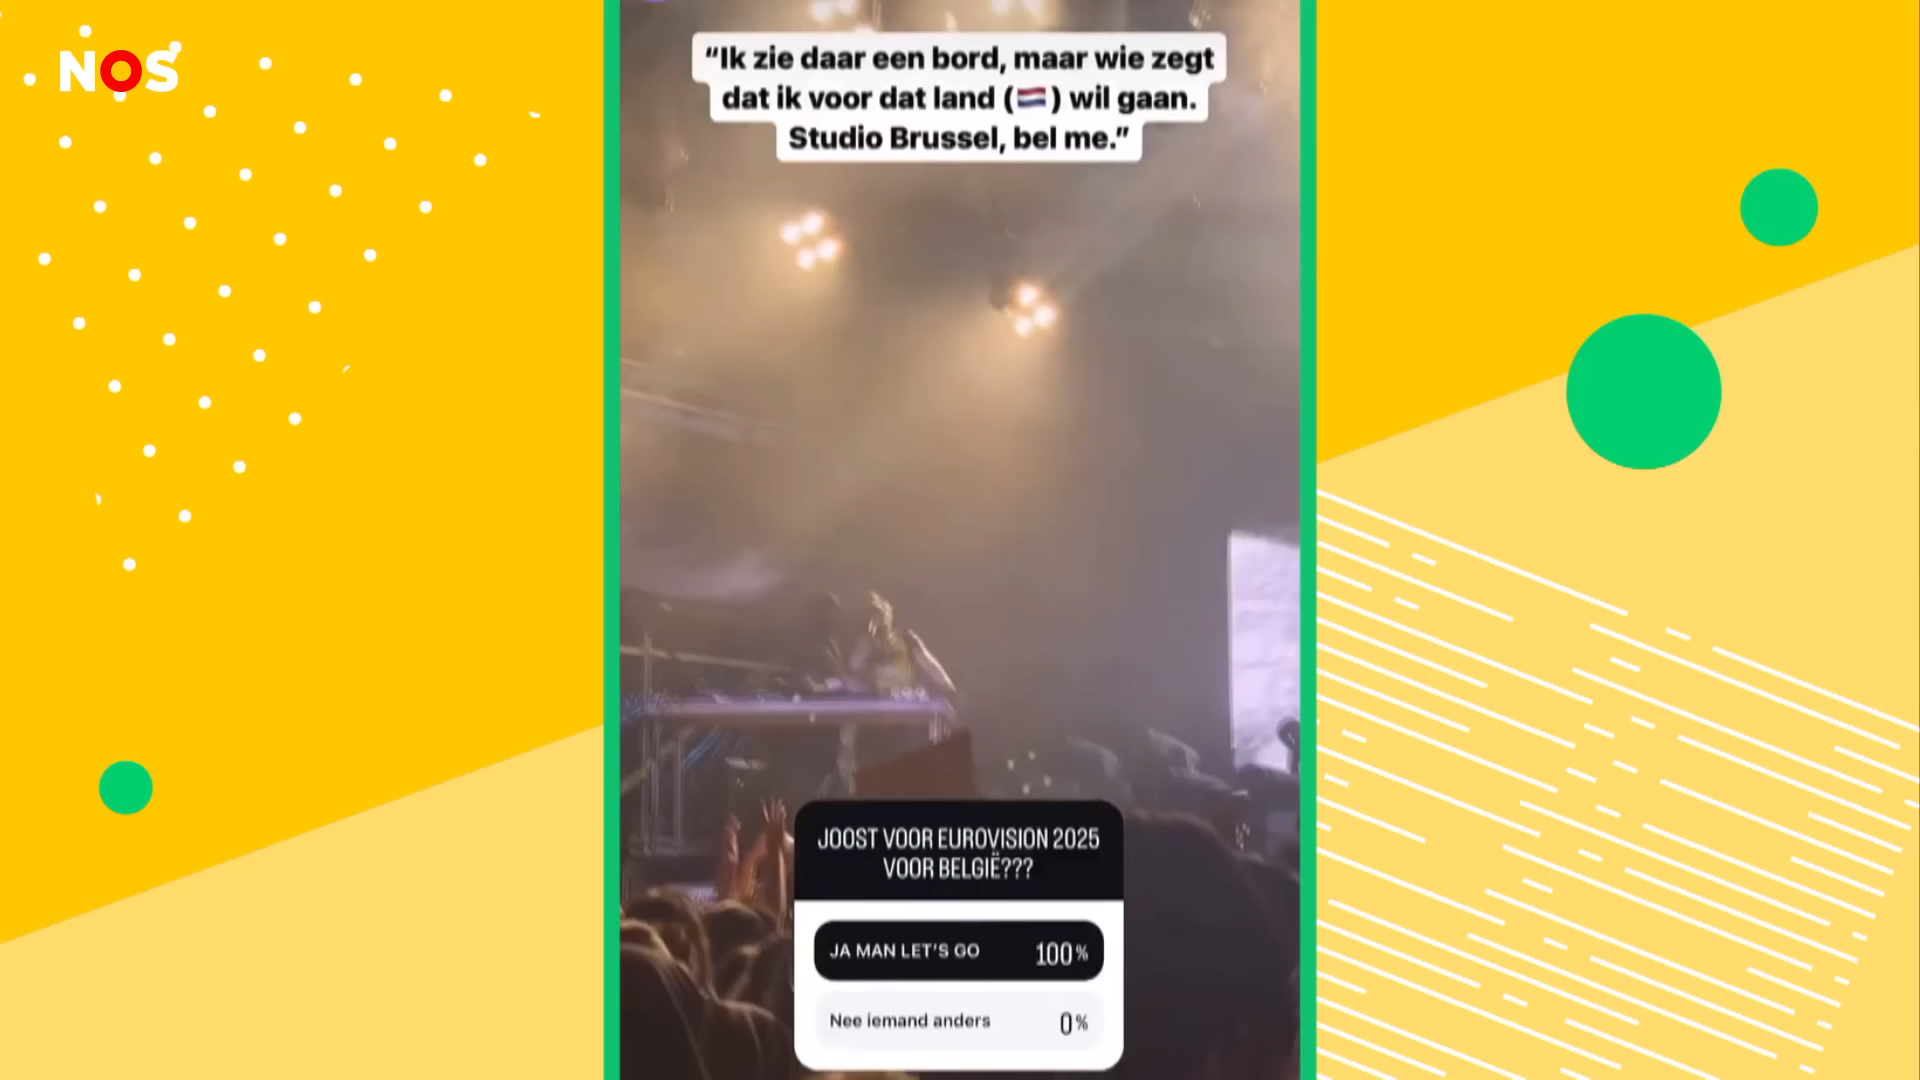 NOS
“Ik zie daar een bord, maar wie zegt
dat ik voor dat land (🇳🇱) wil gaan.
Studio Brussel, bel me.”
JOOST VOOR EUROVISION 2025
VOOR BELGIË???
JA MAN LET'S GO 100%
Nee iemand anders 0%